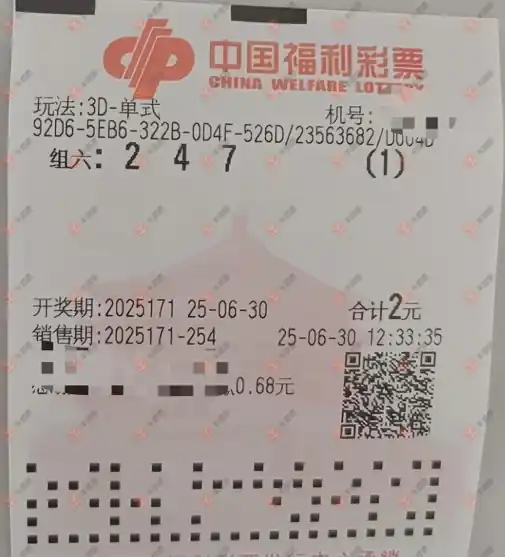 中国福利彩票
CHINA WELFARE LOTTERY
玩法:3D-单式
机号:
92D6-5EB6-322B-0D4F-526D/23563682/D004D
组六: 2 4 7 (1)
开奖期:2025171 25-06-30 合计2元
销售期:2025171-254 25-06-30 12:33:35
0.68元